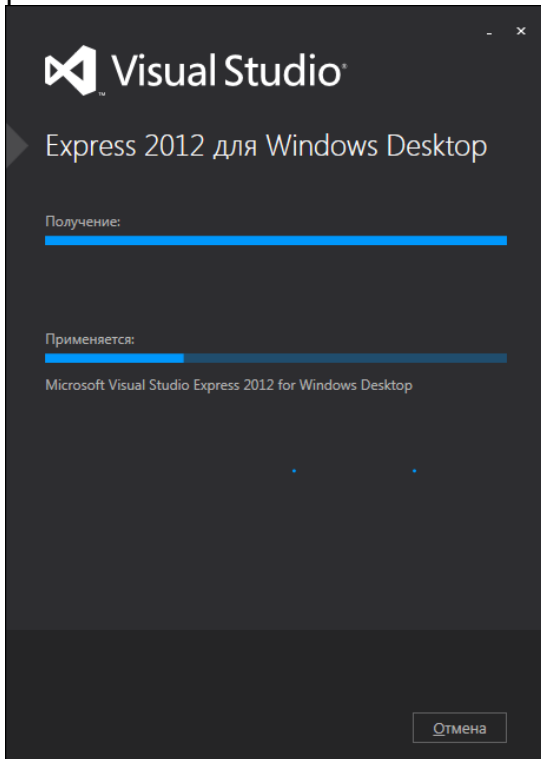 Visual Studio®
Express 2012 для Windows Desktop
Получение:
Применяется:
Microsoft Visual Studio Express 2012 for Windows Desktop
Отмена